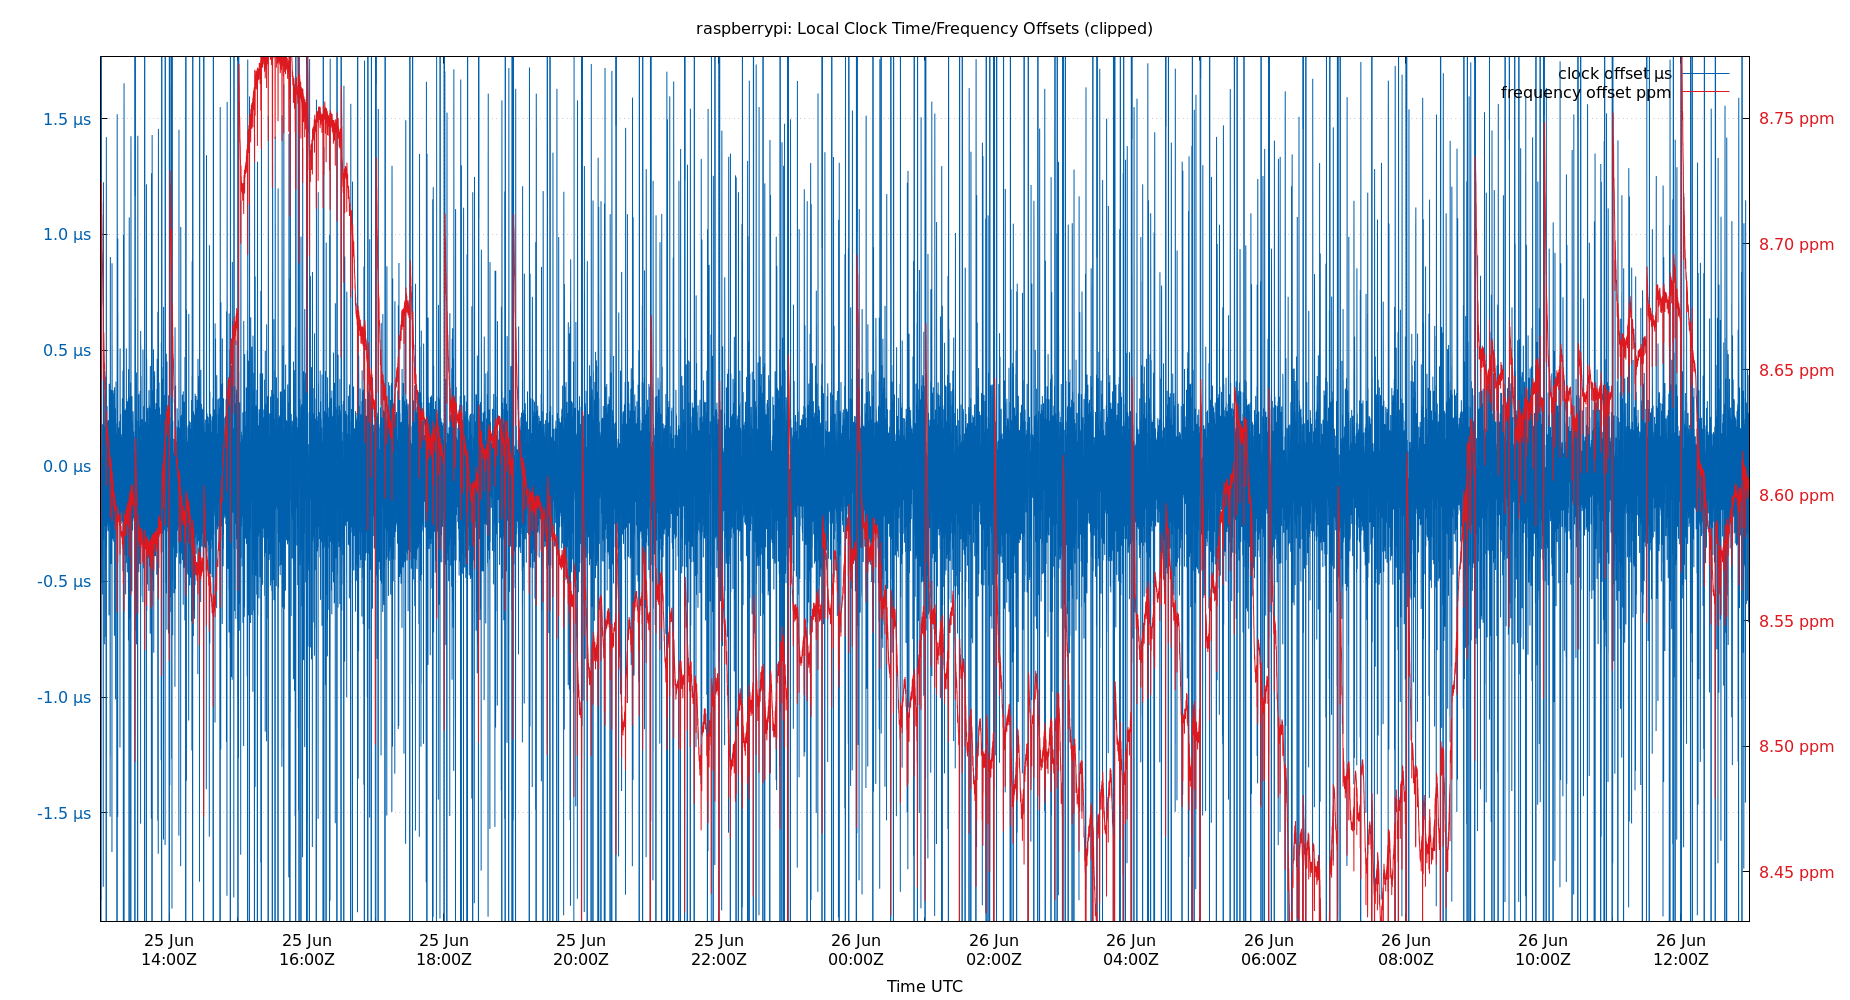 raspberrypi: Local Clock Time/Frequency Offsets (clipped)
clock offset µs
frequency offset ppm
1.5 µs
1.0 µs
0.5 µs
0.0 µs
-0.5 µs
-1.0 µs
-1.5 µs
8.75 ppm
8.70 ppm
8.65 ppm
8.60 ppm
8.55 ppm
8.50 ppm
8.45 ppm
25 Jun 25 Jun 25 Jun 25 Jun 25 Jun 26 Jun 26 Jun 26 Jun 26 Jun 26 Jun 26 Jun 26 Jun
14:00Z 16:00Z 18:00Z 20:00Z 22:00Z 00:00Z 02:00Z 04:00Z 06:00Z 08:00Z 10:00Z 12:00Z
Time UTC